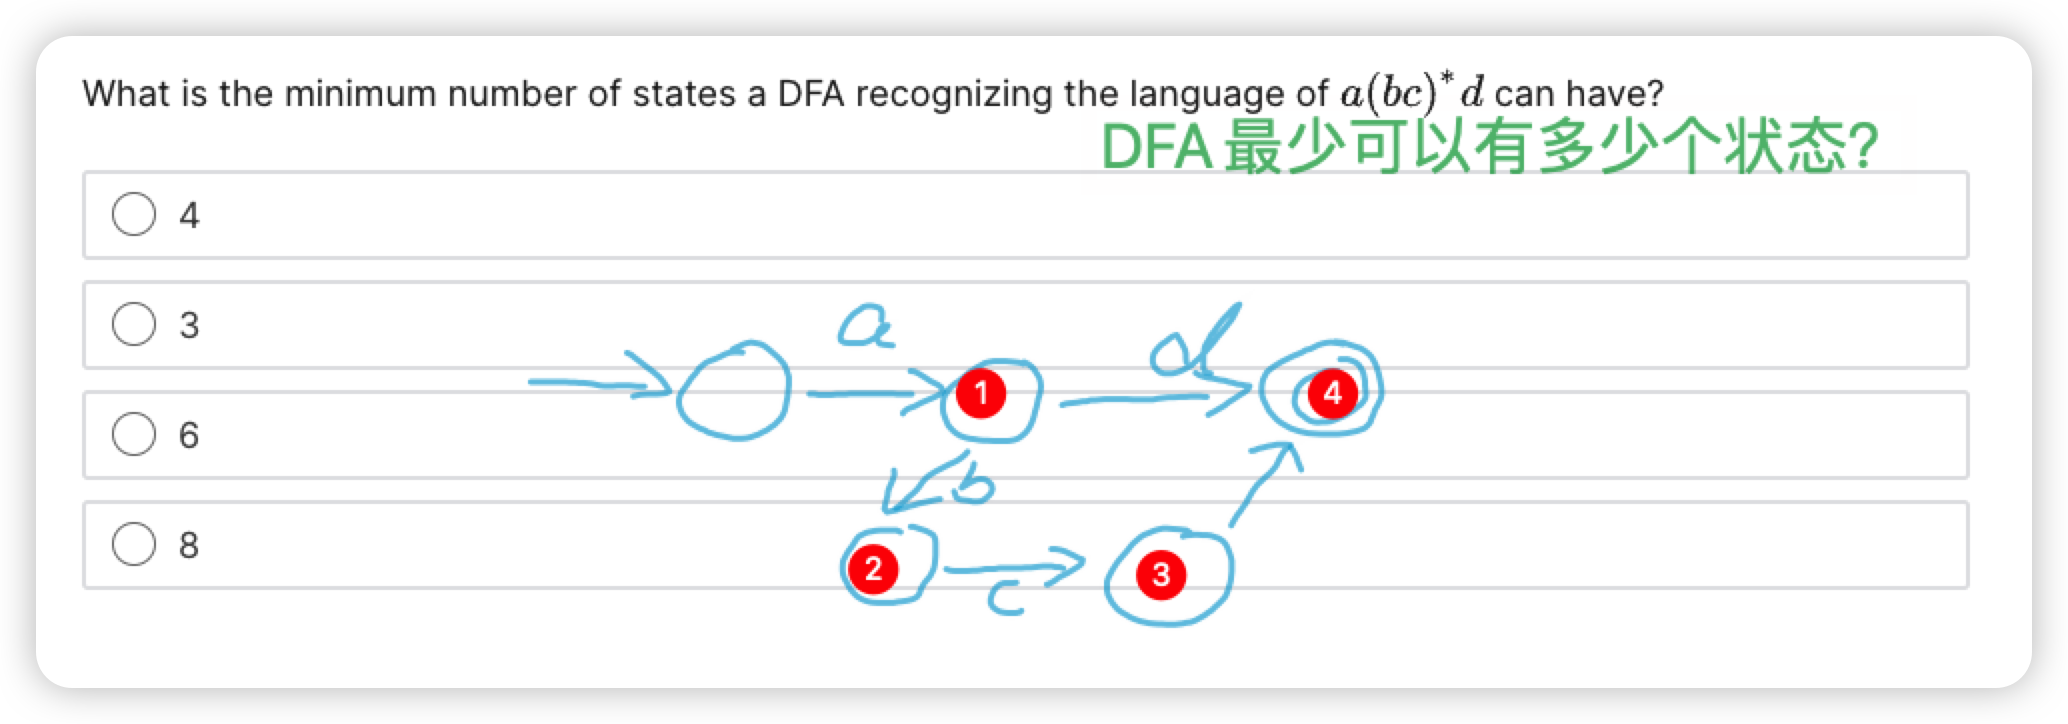 What is the minimum number of states a DFA recognizing the language of a(bc)*d can have?
DFA 最少可以有多少个状态?
4
3
6
8
a
d
1
4
b
2
c
3